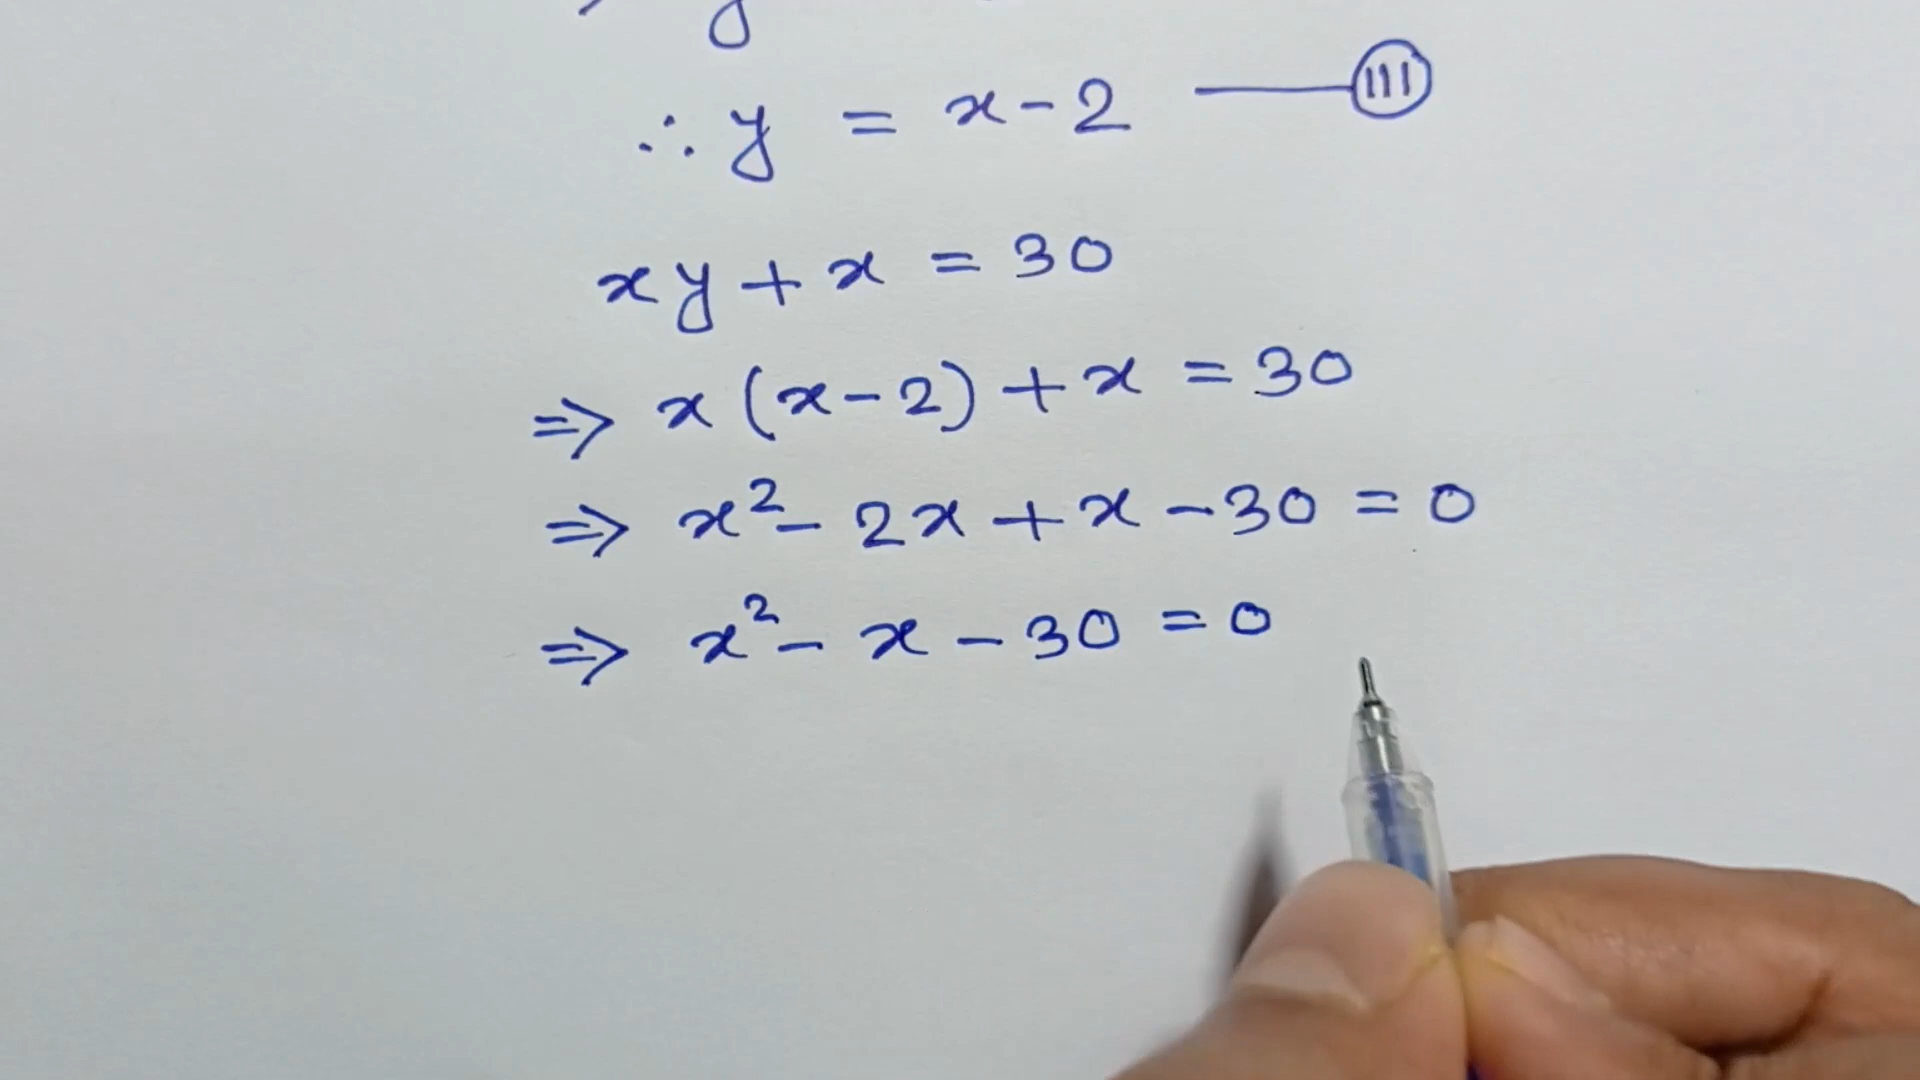 y
∴ y = x - 2 —— III
xy + x = 30
⇒ x (x - 2) + x = 30
⇒ x² - 2x + x - 30 = 0
⇒ x² - x - 30 = 0